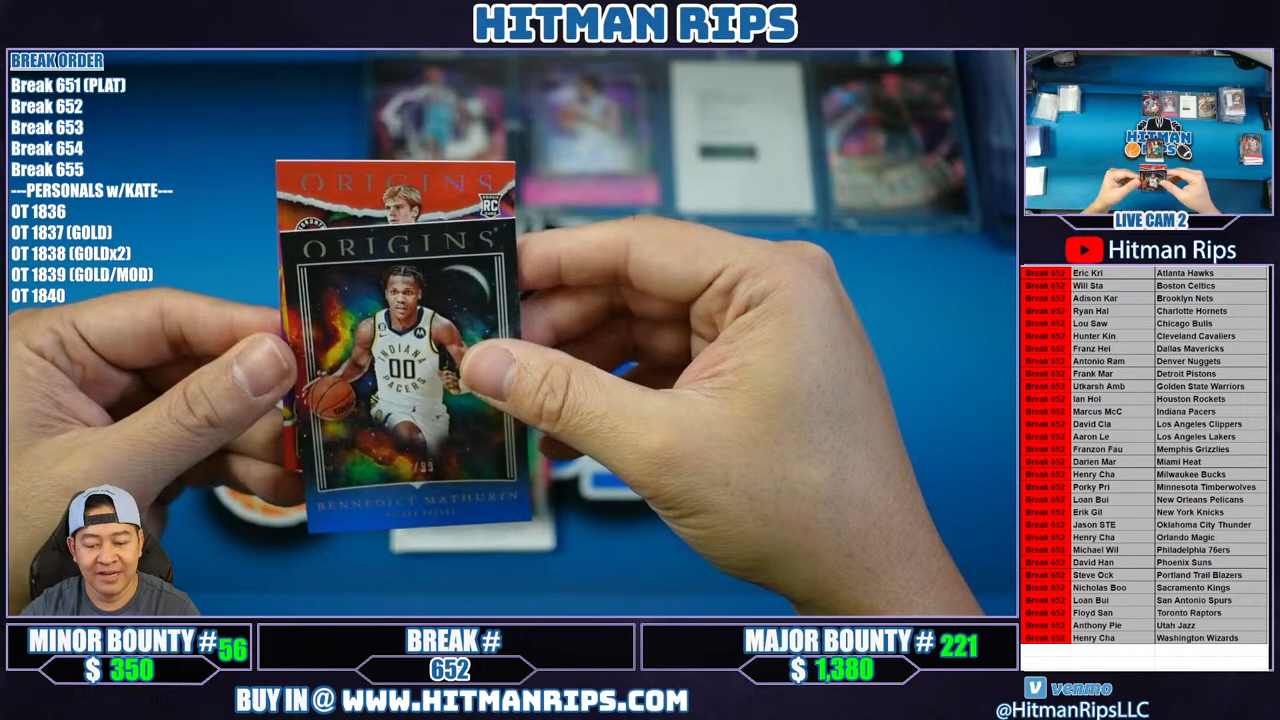 HITMAN RIPS
BREAK ORDER
Break 651 (PLAT)
Break 652
Break 653
Break 654
Break 655
---PERSONALS w/KATE---
OT 1836
OT 1837 (GOLD)
OT 1838 (GOLDx2)
OT 1839 (GOLD/MOD)
OT 1840
ORIGINS
RC
ORIGINS
INDIANA
00
PACERS
/99
BENNEDICT MATHURIN
HITMAN
LIVE CAM 2
Hitman Rips
Break 652 Eric Kri Atlanta Hawks
Break 652 Will Sta Boston Celtics
Break 652 Adison Kar Brooklyn Nets
Break 652 Ryan Hal Charlotte Hornets
Break 652 Lou Saw Chicago Bulls
Break 652 Hunter Kin Cleveland Cavaliers
Break 652 Franz Hei Dallas Mavericks
Break 652 Antonio Ram Denver Nuggets
Break 652 Frank Mar Detroit Pistons
Break 652 Utkarsh Amb Golden State Warriors
Break 652 Ian Hol Houston Rockets
Break 652 Marcus McC Indiana Pacers
Break 652 David Cla Los Angeles Clippers
Break 652 Aaron Le Los Angeles Lakers
Break 652 Franzon Fau Memphis Grizzlies
Break 652 Darien Mar Miami Heat
Break 652 Henry Cha Milwaukee Bucks
Break 652 Porky Pri Minnesota Timberwolves
Break 652 Loan Bui New Orleans Pelicans
Break 652 Erik Gil New York Knicks
Break 652 Jason STE Oklahoma City Thunder
Break 652 Henry Cha Orlando Magic
Break 652 Michael Wil Philadelphia 76ers
Break 652 David Han Phoenix Suns
Break 652 Steve Ock Portland Trail Blazers
Break 652 Nicholas Boo Sacramento Kings
Break 652 Loan Bui San Antonio Spurs
Break 652 Floyd San Toronto Raptors
Break 652 Anthony Pie Utah Jazz
Break 652 Henry Cha Washington Wizards
MINOR BOUNTY # 56
$ 350
BREAK #
652
MAJOR BOUNTY # 221
$ 1,380
BUY IN @ WWW.HITMANRIPS.COM
venmo
@HitmanRipsLLC